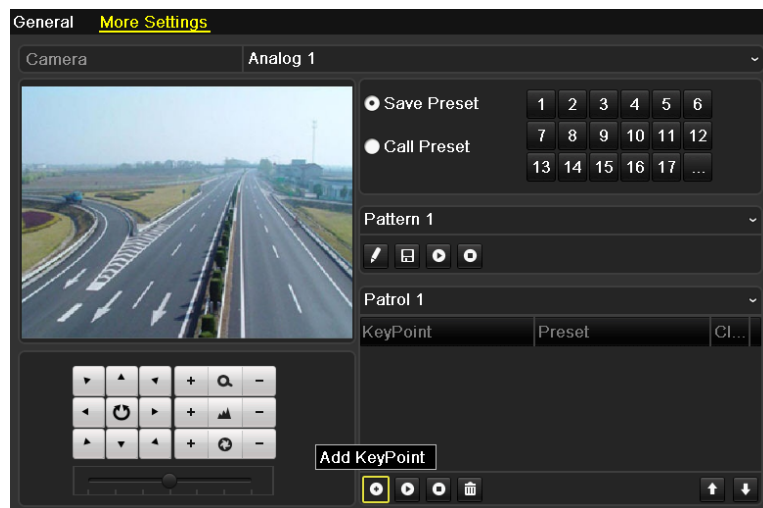 General More Settings
Camera Analog 1
Save Preset 1 2 3 4 5 6
Call Preset 7 8 9 10 11 12
13 14 15 16 17 ...
Pattern 1
Patrol 1
KeyPoint Preset Cl...
Add KeyPoint